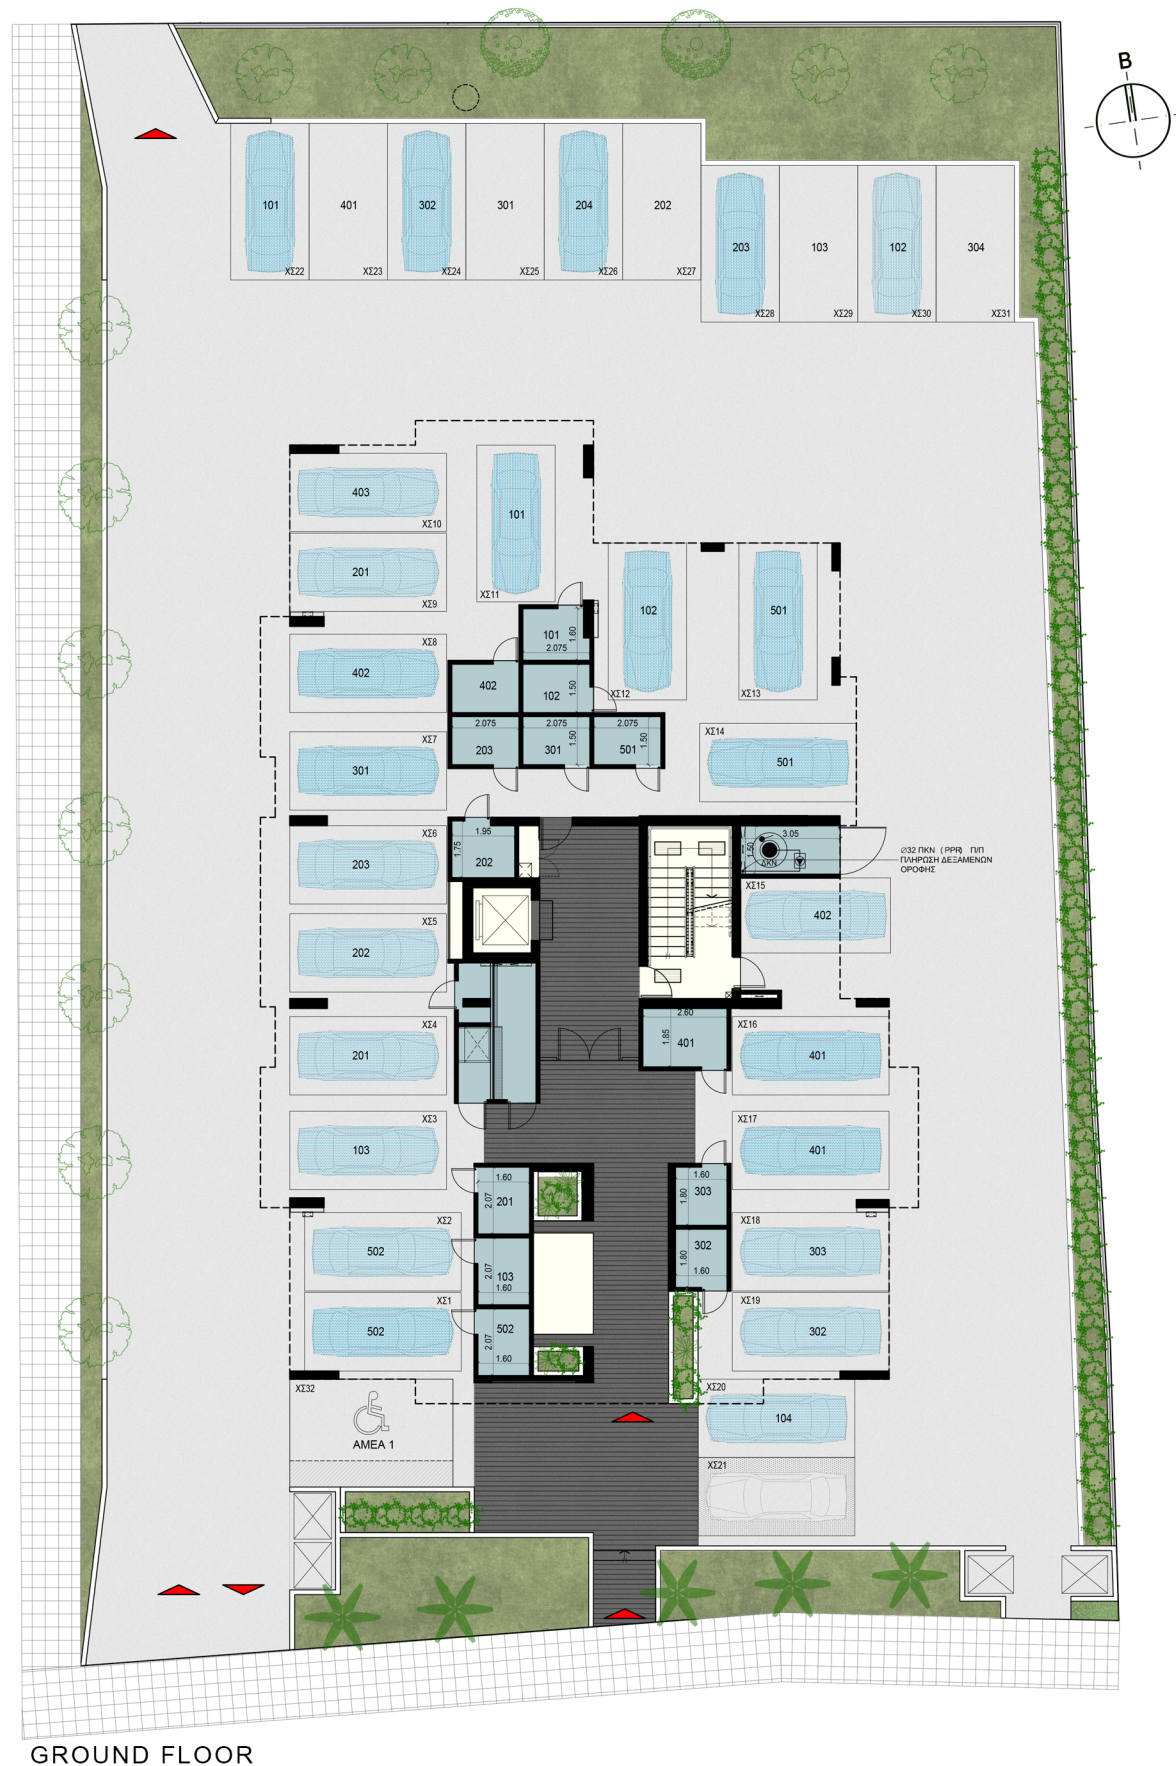 B
101
401
302
301
204
202
ΧΣ22
ΧΣ23
ΧΣ24
ΧΣ25
ΧΣ26
ΧΣ27
203
103
102
304
ΧΣ28
ΧΣ29
ΧΣ30
ΧΣ31
403
ΧΣ10
101
ΧΣ11
201
ΧΣ9
102
ΧΣ12
501
ΧΣ13
ΧΣ8
402
101
1.60
2.075
402
102
1.50
ΧΣ7
301
2.075
203
2.075
301
1.50
2.075
501
1.50
ΧΣ14
501
ΧΣ6
203
1.95
1.75
202
3.05
1.50
ΔΚΝ
∅32 ΠΚΝ ( PPR) Π/Π
ΠΛΗΡΩΣΗ ΔΕΞΑΜΕΝΩΝ
ΟΡΟΦΗΣ
ΧΣ15
402
ΧΣ5
202
ΧΣ4
201
2.60
1.85
401
ΧΣ16
401
ΧΣ3
103
ΧΣ17
401
1.60
2.07
201
1.60
1.80
303
ΧΣ2
502
ΧΣ18
303
2.07
103
1.60
302
1.80
1.60
ΧΣ1
502
502
2.07
1.60
ΧΣ19
302
ΧΣ32
ΑΜΕΑ 1
ΧΣ20
104
ΧΣ21
GROUND FLOOR